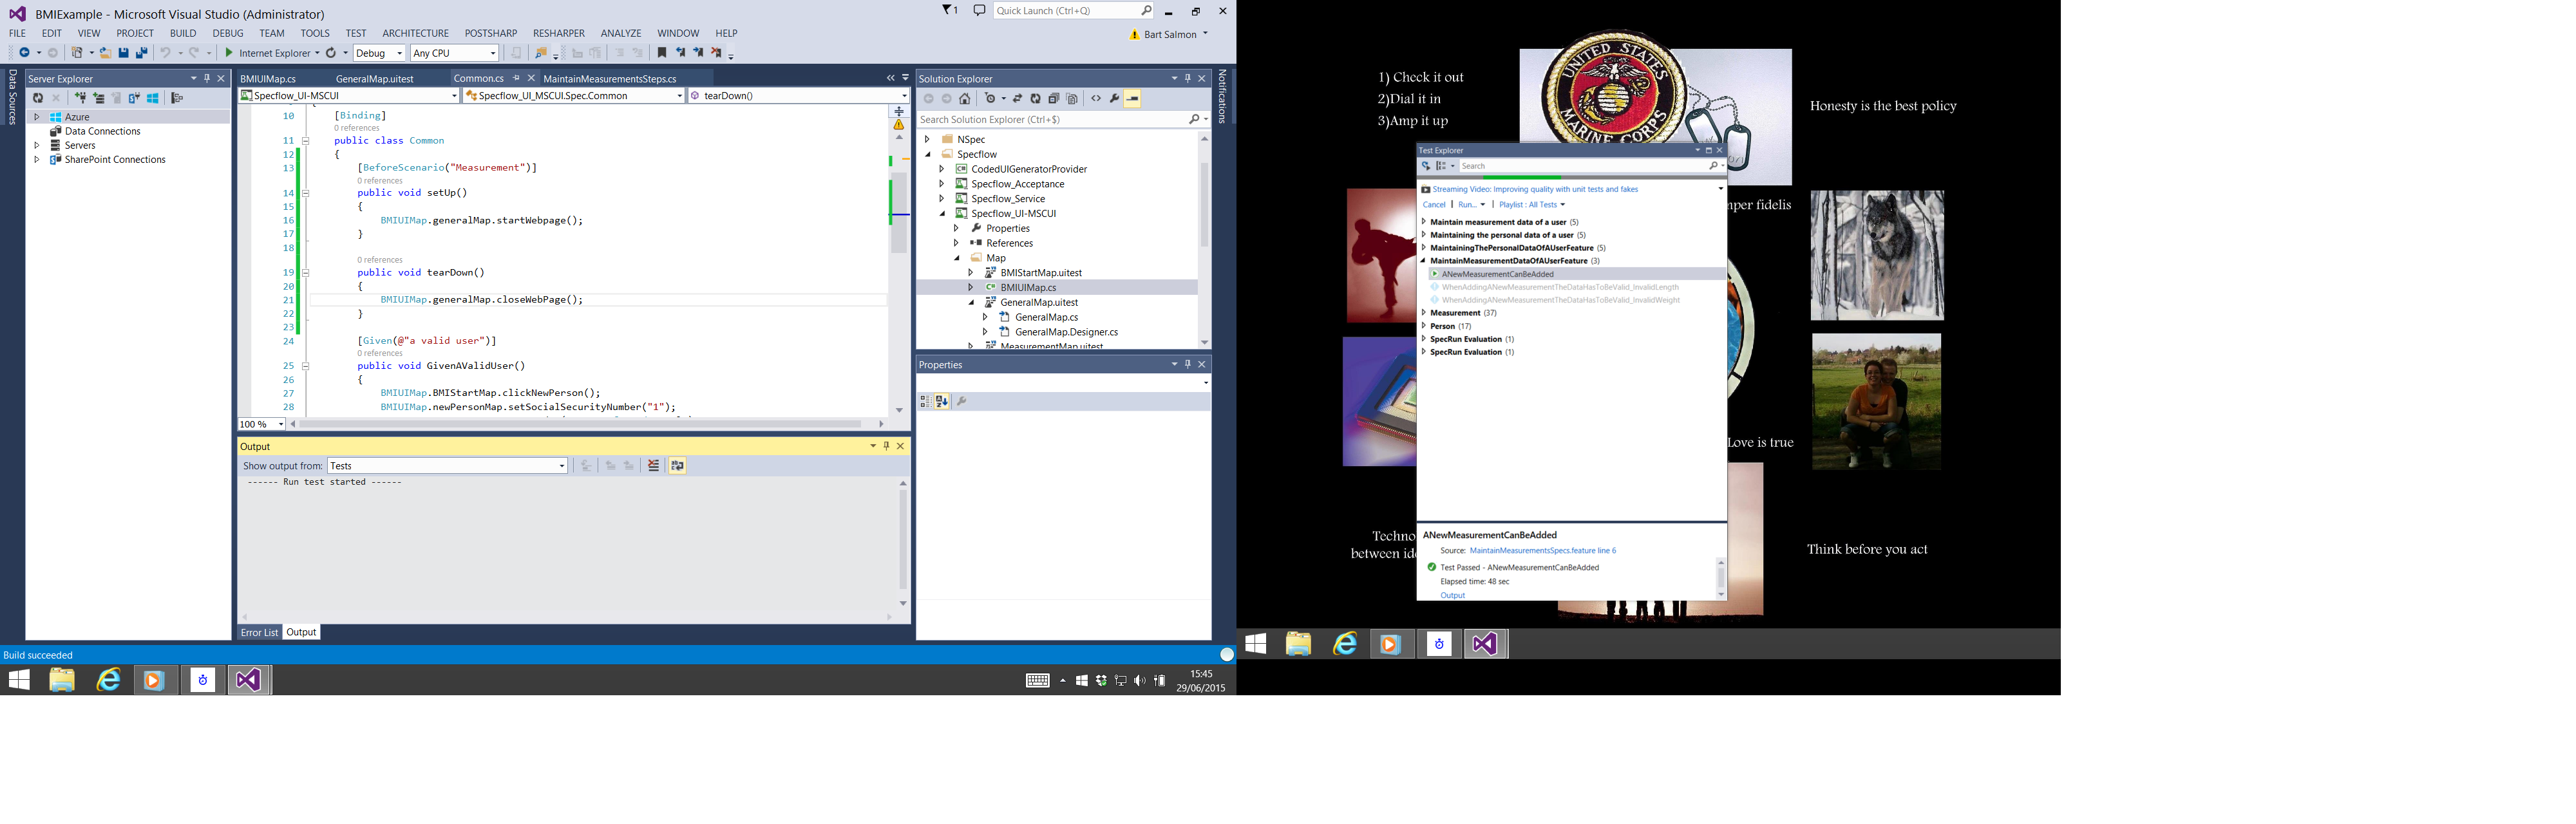 BMIExample - Microsoft Visual Studio (Administrator)
1
Quick Launch (Ctrl+Q)
FILE EDIT VIEW PROJECT BUILD DEBUG TEAM TOOLS TEST ARCHITECTURE POSTSHARP RESHARPER ANALYZE WINDOW HELP
Bart Salmon
Internet Explorer Debug Any CPU
Data Sources
Server Explorer
Azure
Data Connections
Servers
SharePoint Connections
BMIUIMap.cs GeneralMap.uitest Common.cs MaintainMeasurementsSteps.cs
Specflow_UI-MSCUI Specflow_UI_MSCUI.Spec.Common tearDown()
10 [Binding]
0 references
11 public class Common
12 {
13 [BeforeScenario("Measurement")]
0 references
14 public void setUp()
15 {
16 BMIUIMap.generalMap.startWebpage();
17 }
18
0 references
19 public void tearDown()
20 {
21 BMIUIMap.generalMap.closeWebPage();
22 }
23
24 [Given(@"a valid user")]
0 references
25 public void GivenAValidUser()
26 {
27 BMIUIMap.BMIStartMap.clickNewPerson();
28 BMIUIMap.newPersonMap.setSocialSecurityNumber("1");
100 %
Output
Show output from: Tests
------ Run test started ------
Error List Output
Solution Explorer
Search Solution Explorer (Ctrl+$)
NSpec
Specflow
CodedUIGeneratorProvider
Specflow_Acceptance
Specflow_Service
Specflow_UI-MSCUI
Properties
References
Map
BMIStartMap.uitest
BMIUIMap.cs
GeneralMap.uitest
GeneralMap.cs
GeneralMap.Designer.cs
MeasurementMap.uitest
Properties
Notifications
Build succeeded
15:45
29/06/2015
1) Check it out
2)Dial it in
3)Amp it up
UNITED STATES
MARINE CORPS
Honesty is the best policy
mper fidelis
Love is true
Techno
between ide
Think before you act
Test Explorer
Search
Streaming Video: Improving quality with unit tests and fakes
Cancel | Run... | Playlist : All Tests
Maintain measurement data of a user (5)
Maintaining the personal data of a user (5)
MaintainingThePersonalDataOfAUserFeature (5)
MaintainMeasurementDataOfAUserFeature (3)
ANewMeasurementCanBeAdded
WhenAddingANewMeasurementTheDataHasToBeValid_InvalidLength
WhenAddingANewMeasurementTheDataHasToBeValid_InvalidWeight
Measurement (37)
Person (17)
SpecRun Evaluation (1)
SpecRun Evaluation (1)
ANewMeasurementCanBeAdded
Source: MaintainMeasurementsSpecs.feature line 6
Test Passed - ANewMeasurementCanBeAdded
Elapsed time: 48 sec
Output